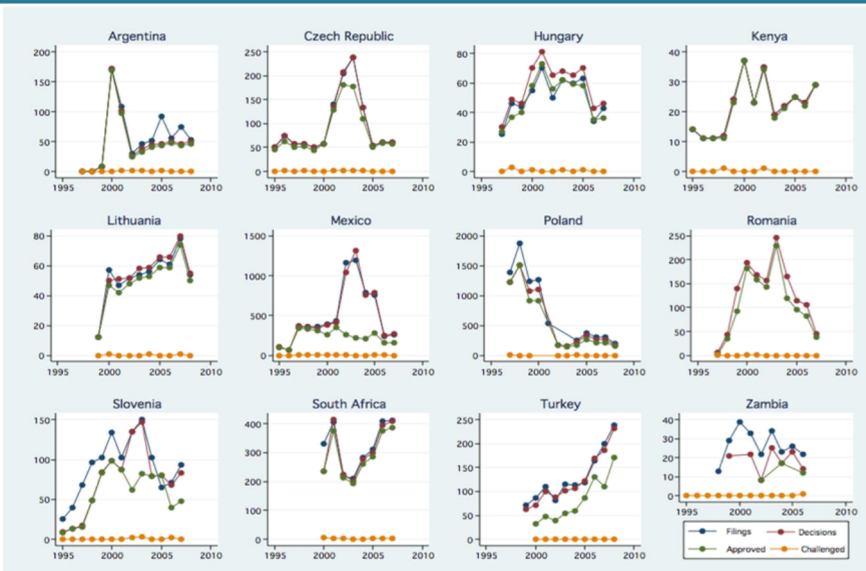 Argentina
200
150
100
50
0
1995 2000 2005 2010
Czech Republic
250
200
150
100
50
0
1995 2000 2005 2010
Hungary
80
60
40
20
0
1995 2000 2005 2010
Kenya
40
30
20
10
0
1995 2000 2005 2010
Lithuania
80
60
40
20
0
1995 2000 2005 2010
Mexico
1500
1000
500
0
1995 2000 2005 2010
Poland
2000
1500
1000
500
0
1995 2000 2005 2010
Romania
250
200
150
100
50
0
1995 2000 2005 2010
Slovenia
150
100
50
0
1995 2000 2005 2010
South Africa
400
300
200
100
0
1995 2000 2005 2010
Turkey
250
200
150
100
50
0
1995 2000 2005 2010
Zambia
40
30
20
10
0
1995 2000 2005 2010
Filings Decisions
Approved Challenged